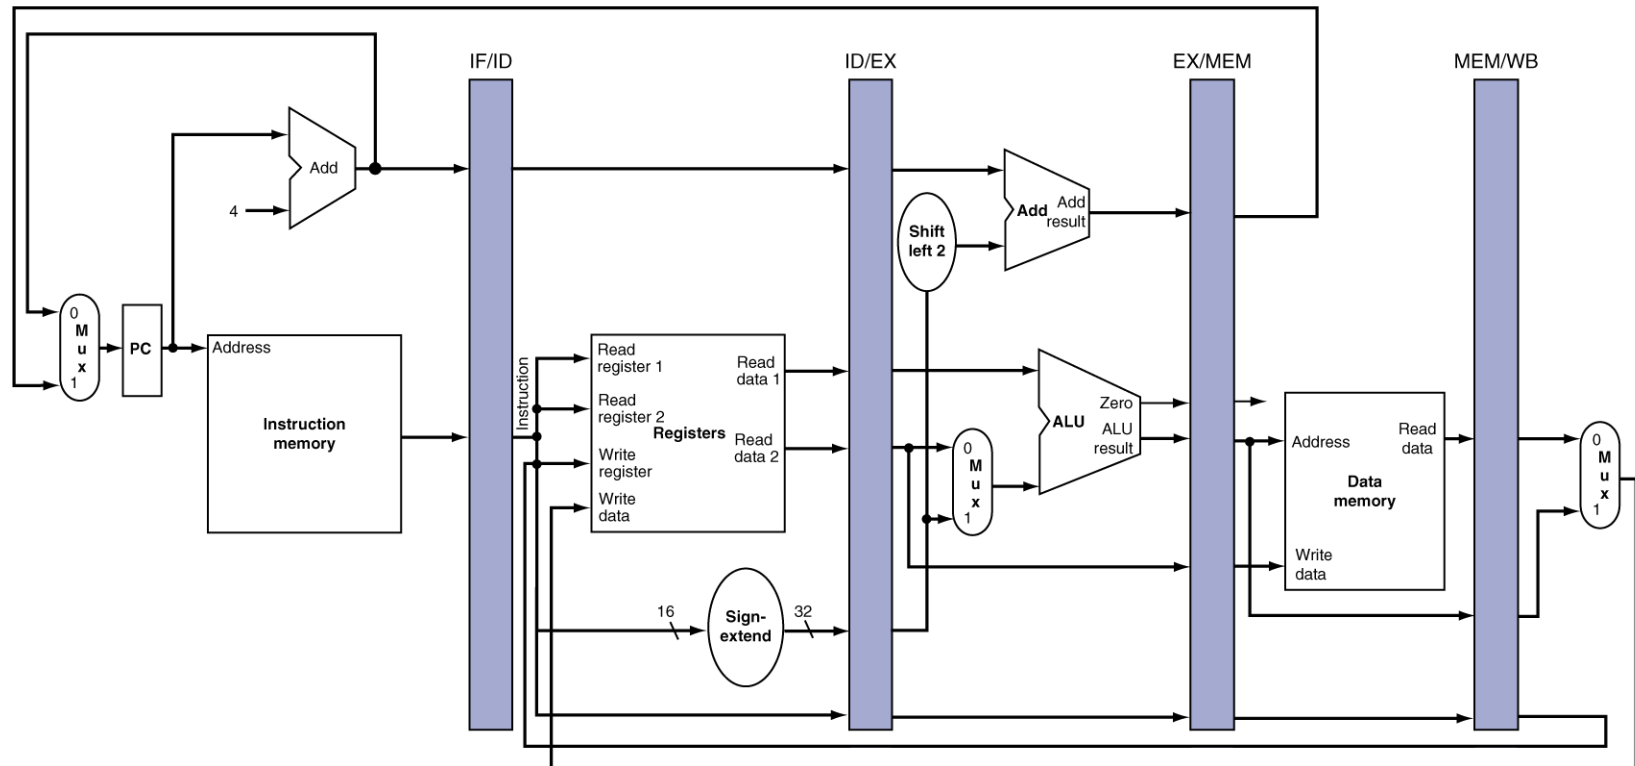 IF/ID
ID/EX
EX/MEM
MEM/WB
Add
4
Add
Add
result
Shift
left 2
0
M
u
x
1
PC
Address
Instruction
memory
Instruction
Read
register 1
Read
register 2
Write
register
Write
data
Registers
Read
data 1
Read
data 2
16
Sign-
extend
32
0
M
u
x
1
ALU
Zero
ALU
result
Address
Read
data
Data
memory
Write
data
0
M
u
x
1